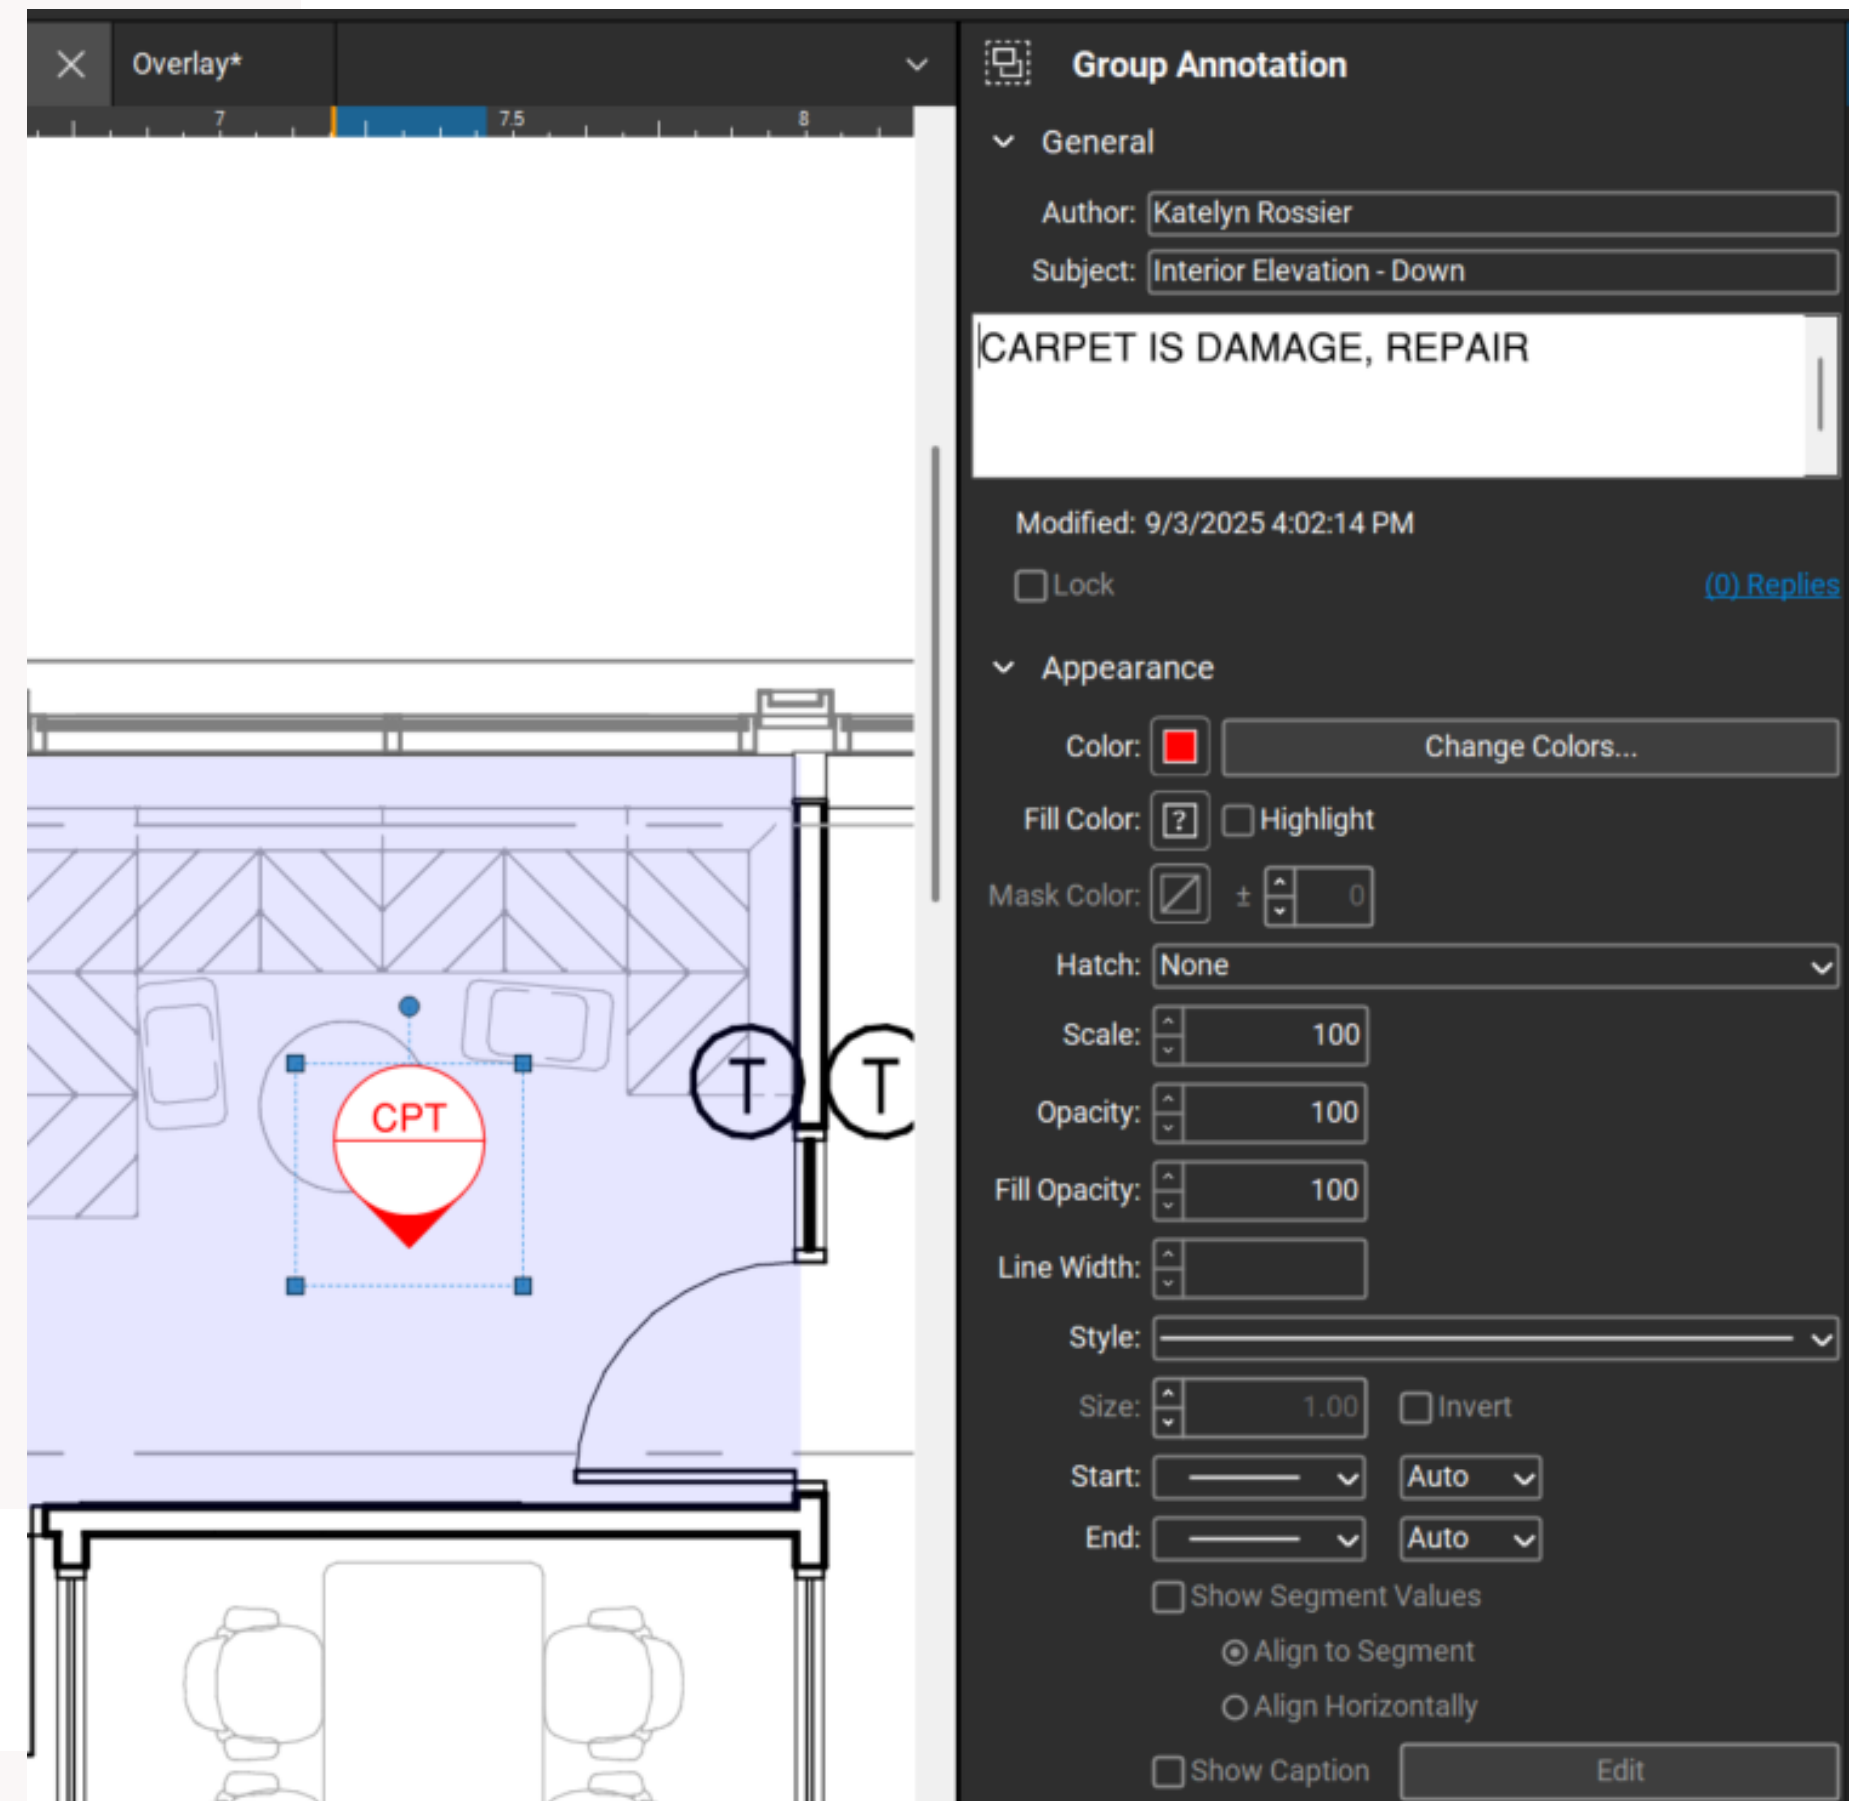 Overlay*
7 7.5 8
CPT
T T
Group Annotation
General
Author: Katelyn Rossier
Subject: Interior Elevation - Down
CARPET IS DAMAGE, REPAIR
Modified: 9/3/2025 4:02:14 PM
Lock (0) Replies
Appearance
Color: Change Colors...
Fill Color: ? Highlight
Mask Color: ± 0
Hatch: None
Scale: 100
Opacity: 100
Fill Opacity: 100
Line Width:
Style:
Size: 1.00 Invert
Start: Auto
End: Auto
Show Segment Values
Align to Segment
Align Horizontally
Show Caption Edit